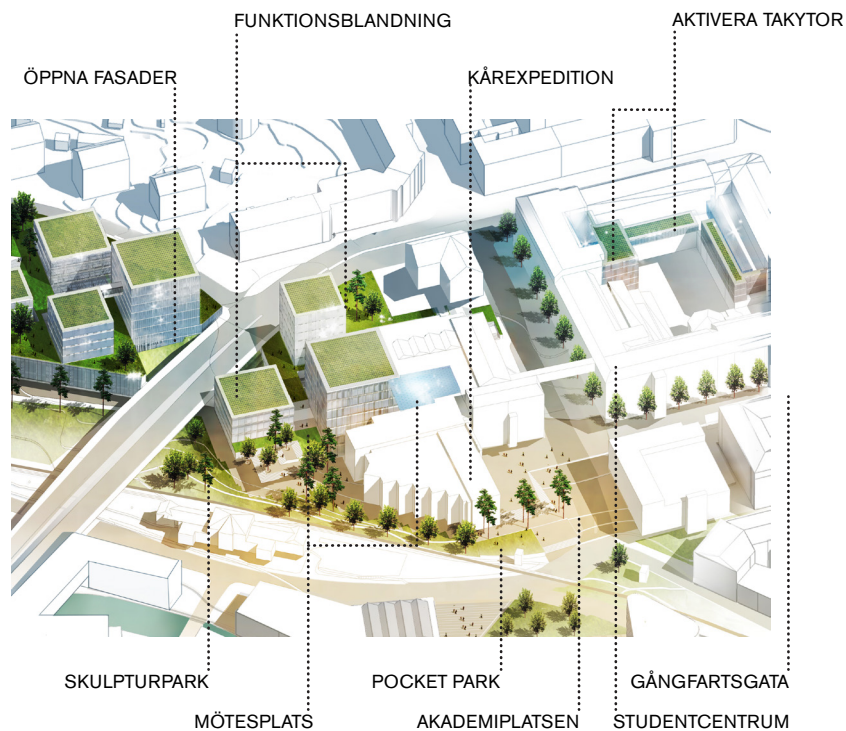 FUNKTIONSBLANDNING
AKTIVERA TAKYTOR
ÖPPNA FASADER
KÅREXPEDITION
SKULPTURPARK
POCKET PARK
GÅNGFARTSGATA
MÖTESPLATS
AKADEMIPLATSEN
STUDENTCENTRUM